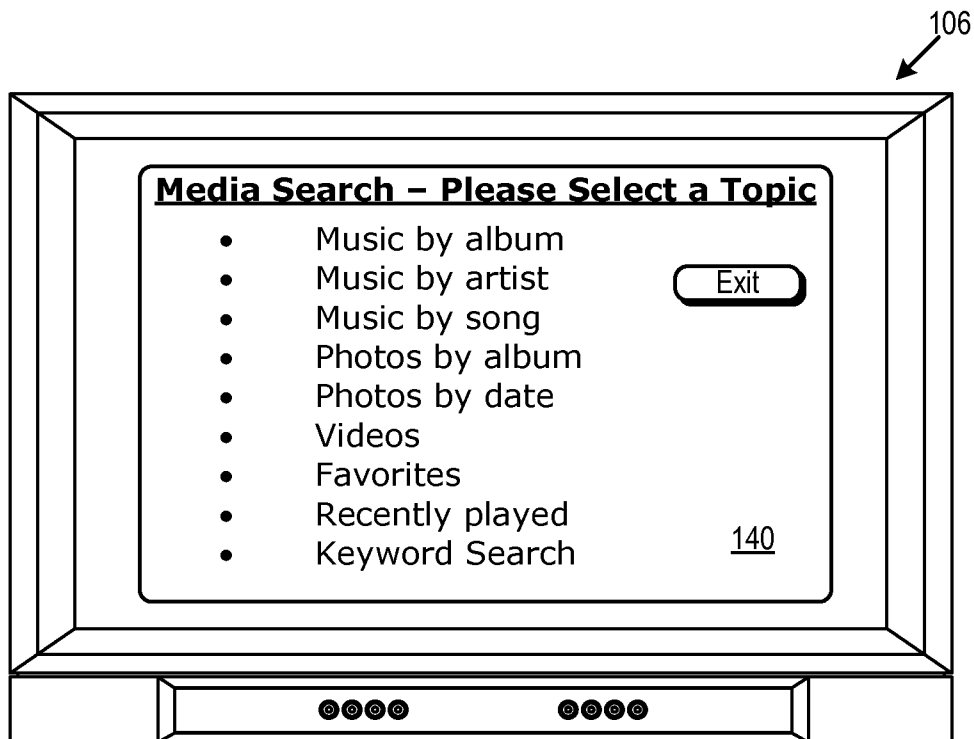 106
Media Search – Please Select a Topic
• Music by album
• Music by artist
Exit
• Music by song
• Photos by album
• Photos by date
• Videos
• Favorites
• Recently played
140
• Keyword Search